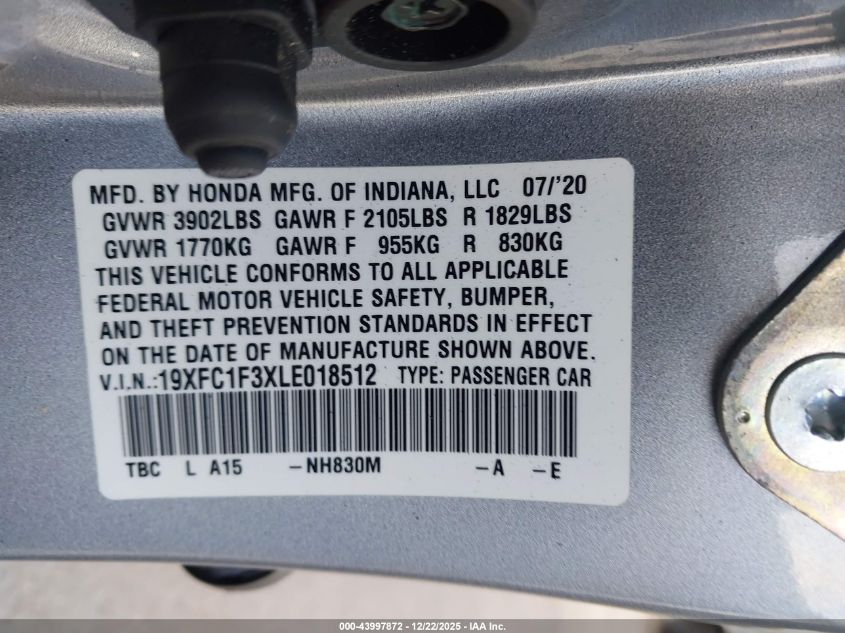 MFD. BY HONDA MFG. OF INDIANA, LLC 07/'20
GVWR 3902LBS GAWR F 2105LBS R 1829LBS
GVWR 1770KG GAWR F 955KG R 830KG
THIS VEHICLE CONFORMS TO ALL APPLICABLE
FEDERAL MOTOR VEHICLE SAFETY, BUMPER,
AND THEFT PREVENTION STANDARDS IN EFFECT
ON THE DATE OF MANUFACTURE SHOWN ABOVE.
V.I.N.:19XFC1F3XLE018512 TYPE: PASSENGER CAR
TBC L A15 -NH830M -A -E
000-43997872 - 12/22/2025 - IAA Inc.